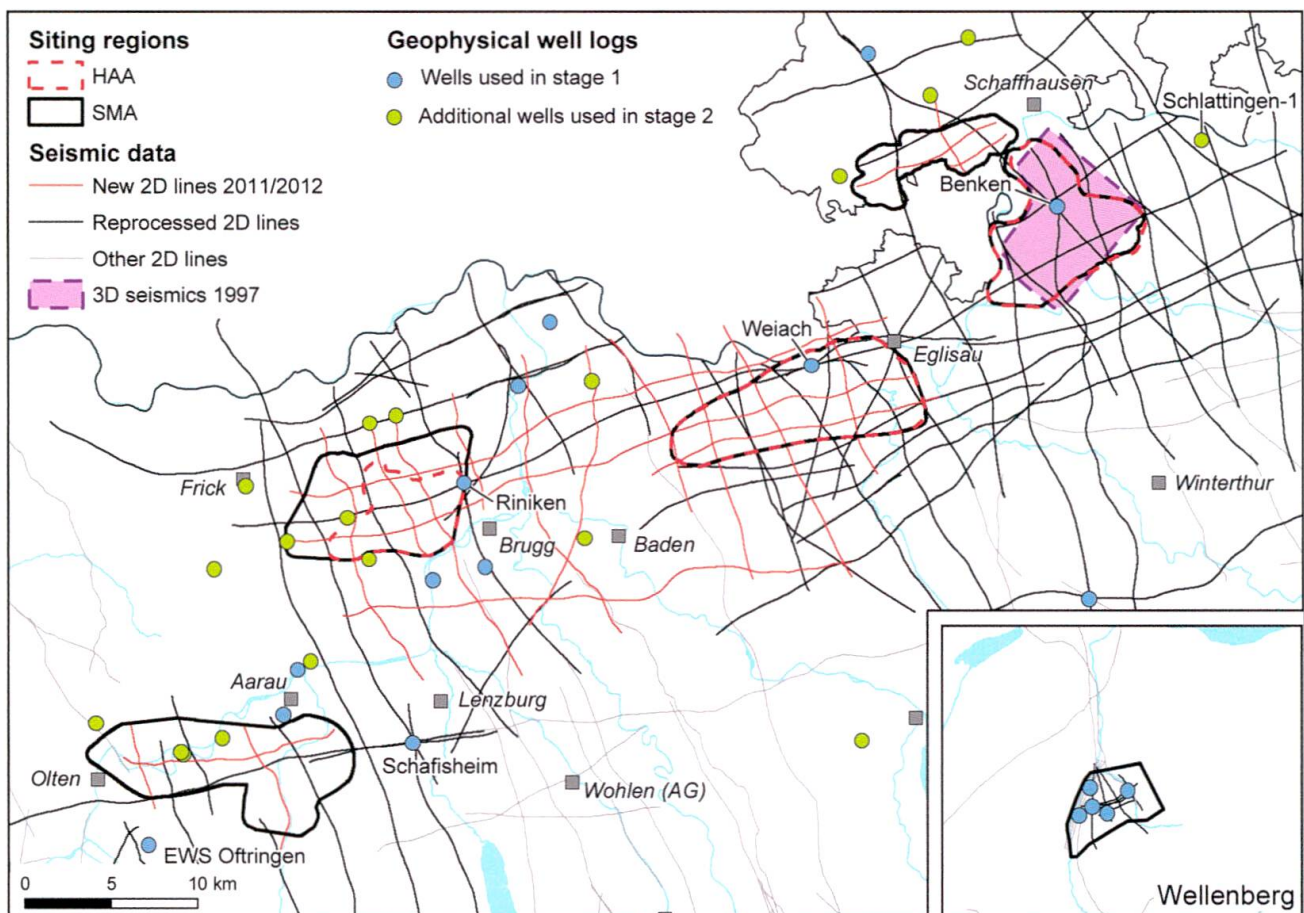 Siting regions
HAA
SMA
Seismic data
New 2D lines 2011/2012
Reprocessed 2D lines
Other 2D lines
3D seismics 1997
Geophysical well logs
Wells used in stage 1
Additional wells used in stage 2
Schaffhausen
Schlattingen-1
Benken
Weiach
Eglisau
Frick
Riniken
Winterthur
Brugg
Baden
Aarau
Lenzburg
Schafisheim
Olten
Wohlen (AG)
EWS Oftringen
0 5 10 km
Wellenberg